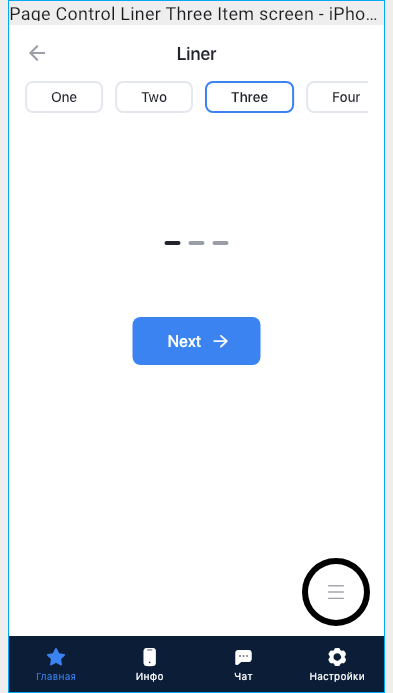 Page Control Liner Three Item screen - iPho...
Liner
One Two Three Four
Next
Главная Инфо Чат Настройки